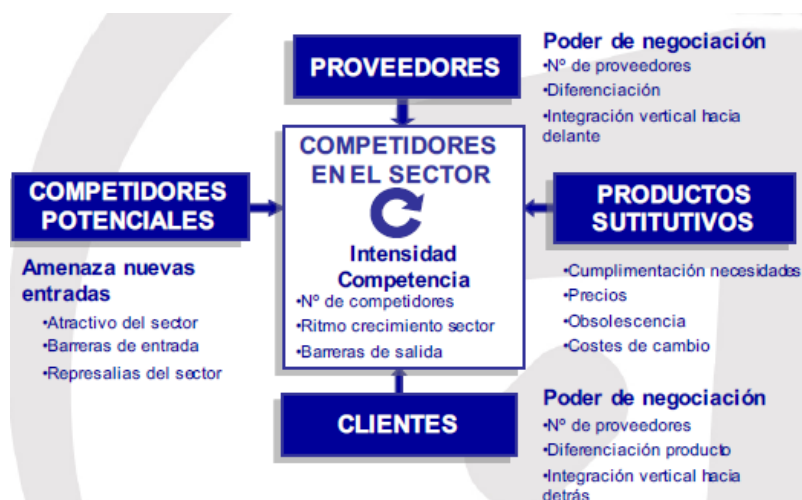 PROVEEDORES
Poder de negociación
•Nº de proveedores
•Diferenciación
•Integración vertical hacia
delante
COMPETIDORES
EN EL SECTOR
Intensidad
Competencia
•Nº de competidores
•Ritmo crecimiento sector
•Barreras de salida
COMPETIDORES
POTENCIALES
Amenaza nuevas
entradas
•Atractivo del sector
•Barreras de entrada
•Represalias del sector
PRODUCTOS
SUTITUTIVOS
•Cumplimentación necesidades
•Precios
•Obsolescencia
•Costes de cambio
CLIENTES
Poder de negociación
•Nº de proveedores
•Diferenciación producto
•Integración vertical hacia
detrás